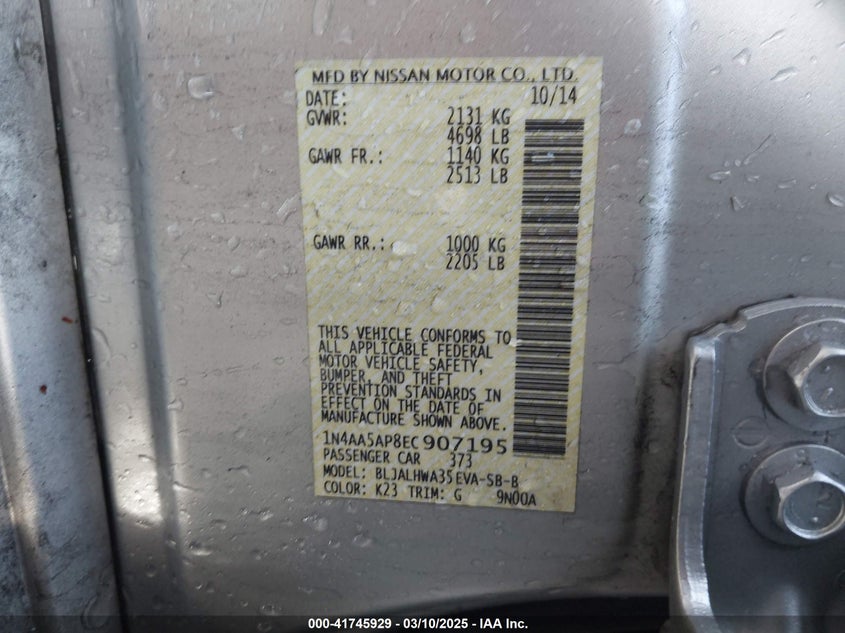 MFD BY NISSAN MOTOR CO., LTD.
DATE: 10/14
GVWR: 2131 KG
4698 LB
GAWR FR.: 1140 KG
2513 LB
GAWR RR.: 1000 KG
2205 LB
THIS VEHICLE CONFORMS TO
ALL APPLICABLE FEDERAL
MOTOR VEHICLE SAFETY,
BUMPER, AND THEFT
PREVENTION STANDARDS IN
EFFECT ON THE DATE OF
MANUFACTURE SHOWN ABOVE.
1N4AA5AP8EC907195
PASSENGER CAR 373
MODEL: BLJALHWA35EVA-SB-B
COLOR: K23 TRIM: G 9N00A
000-41745929 — 03/10/2025 — IAA Inc.